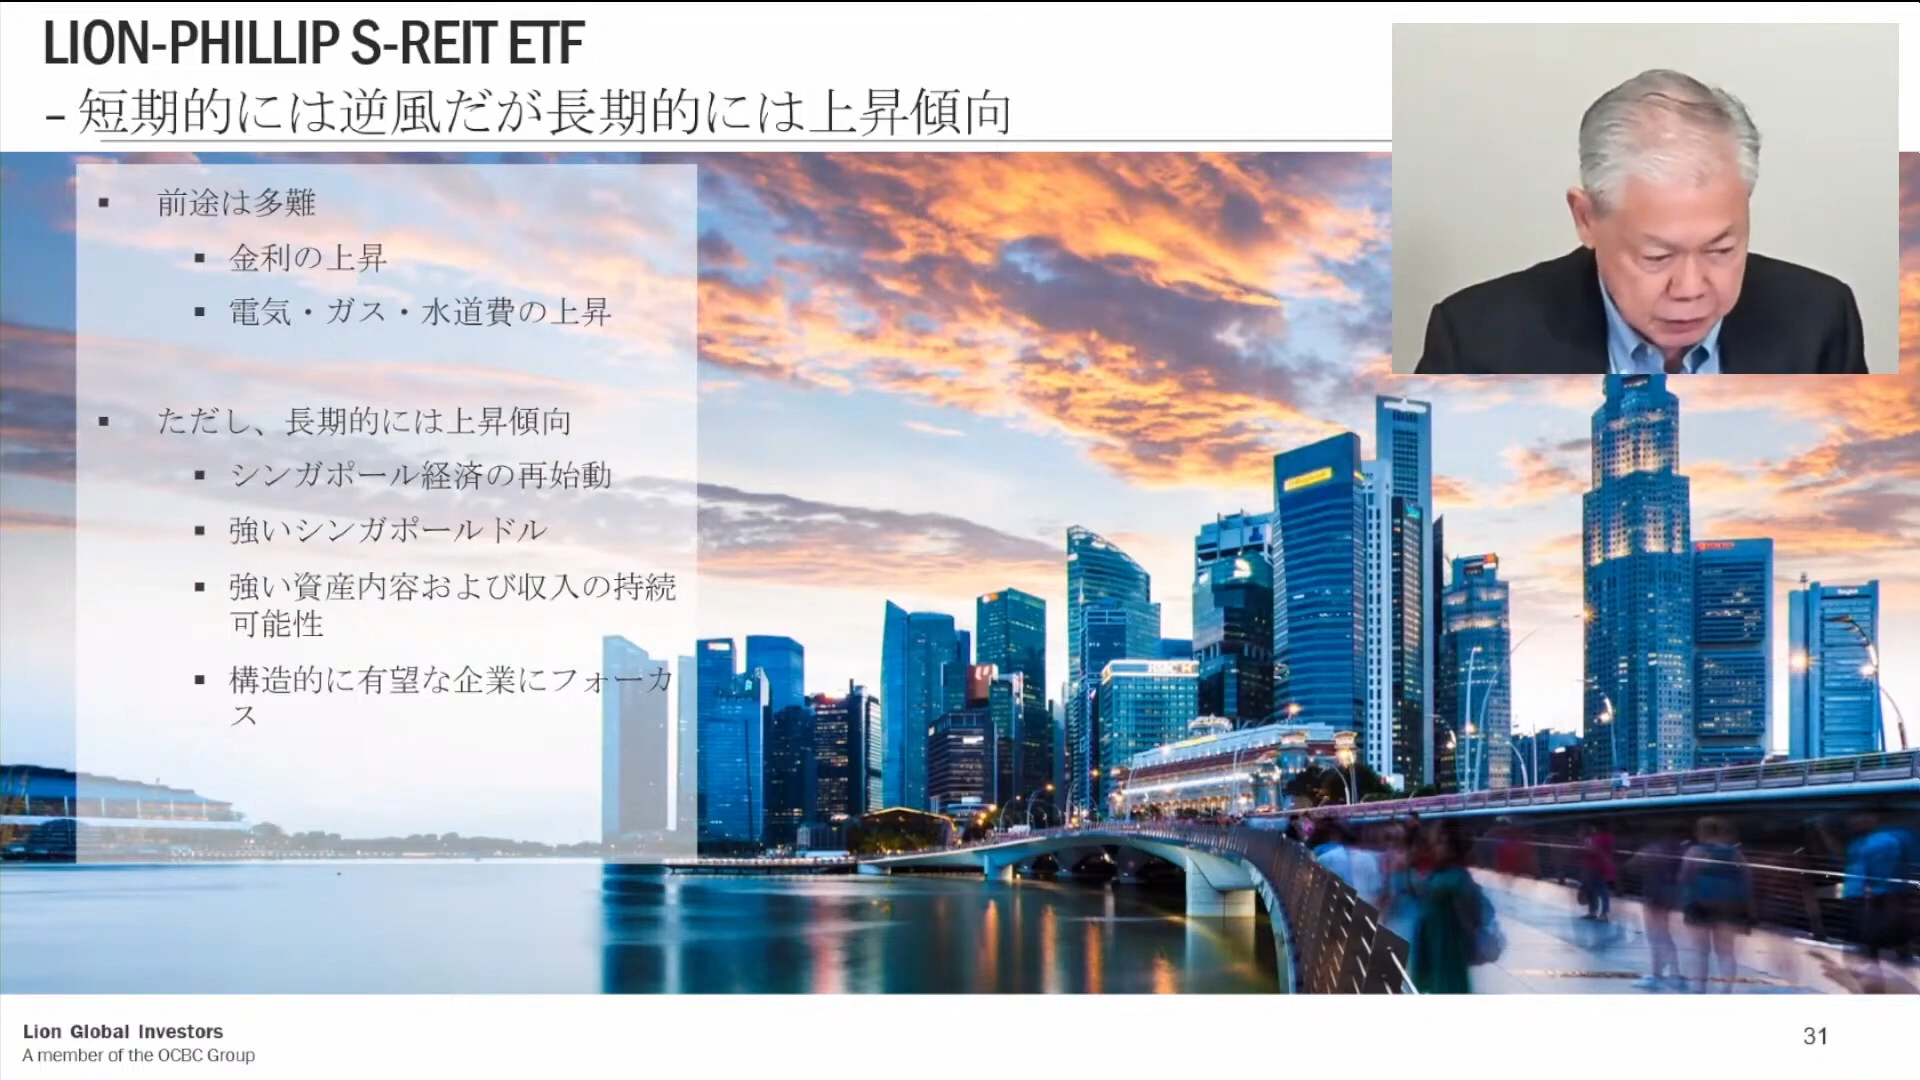 LION-PHILLIP S-REIT ETF
– 短期的には逆風だが長期的には上昇傾向
▪ 前途は多難
▪ 金利の上昇
▪ 電気・ガス・水道費の上昇
▪ ただし、長期的には上昇傾向
▪ シンガポール経済の再始動
▪ 強いシンガポールドル
▪ 強い資産内容および収入の持続
可能性
▪ 構造的に有望な企業にフォーカ
ス
Lion Global Investors
A member of the OCBC Group
31